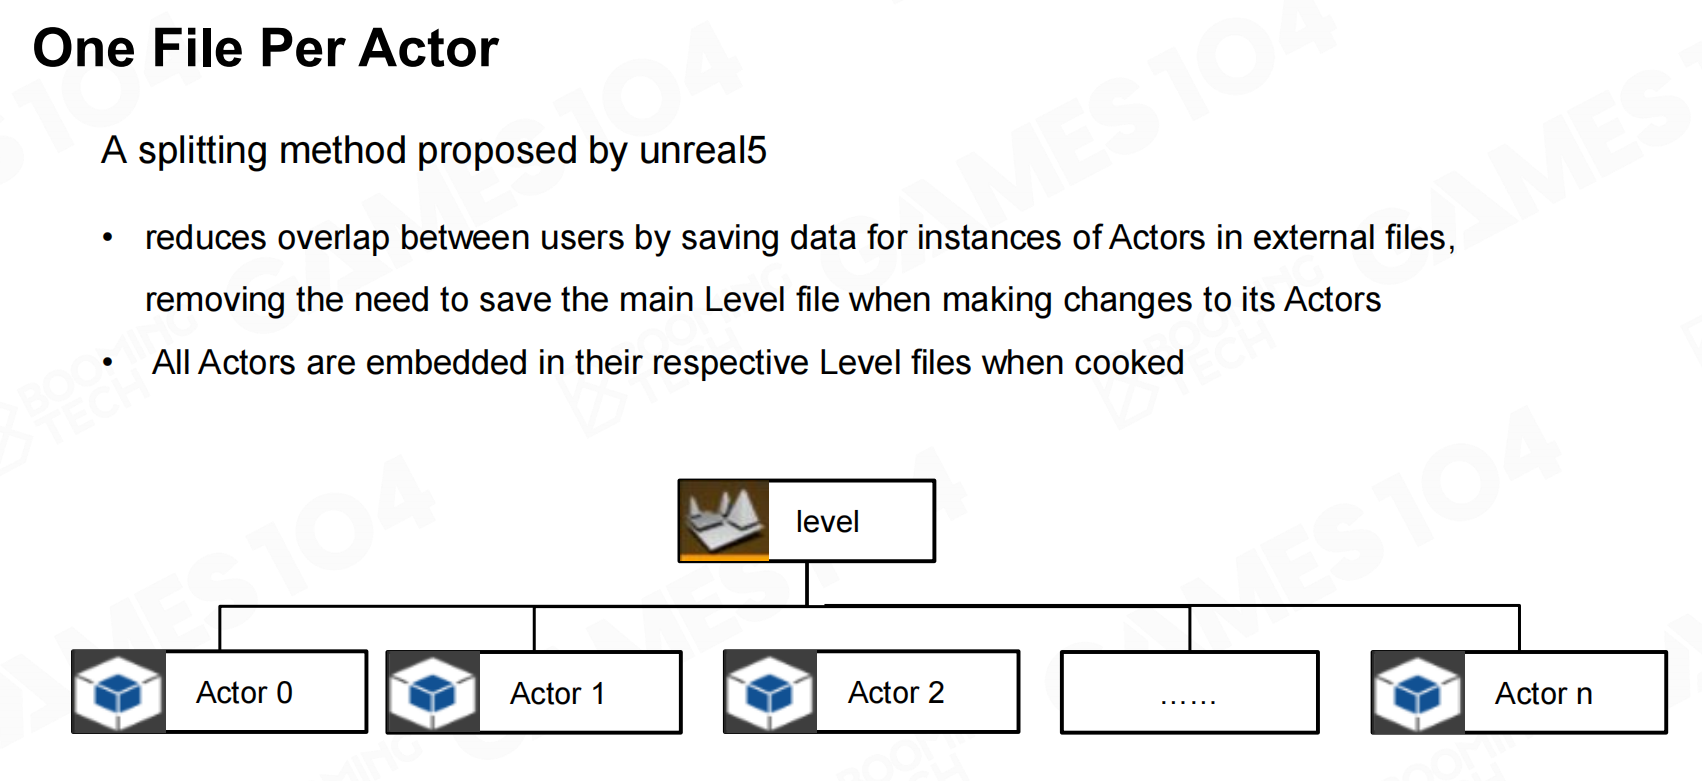 One File Per Actor
A splitting method proposed by unreal5
• reduces overlap between users by saving data for instances of Actors in external files,
removing the need to save the main Level file when making changes to its Actors
• All Actors are embedded in their respective Level files when cooked
level
Actor 0
Actor 1
Actor 2
......
Actor n
GAMES104
BOOMING
TECH